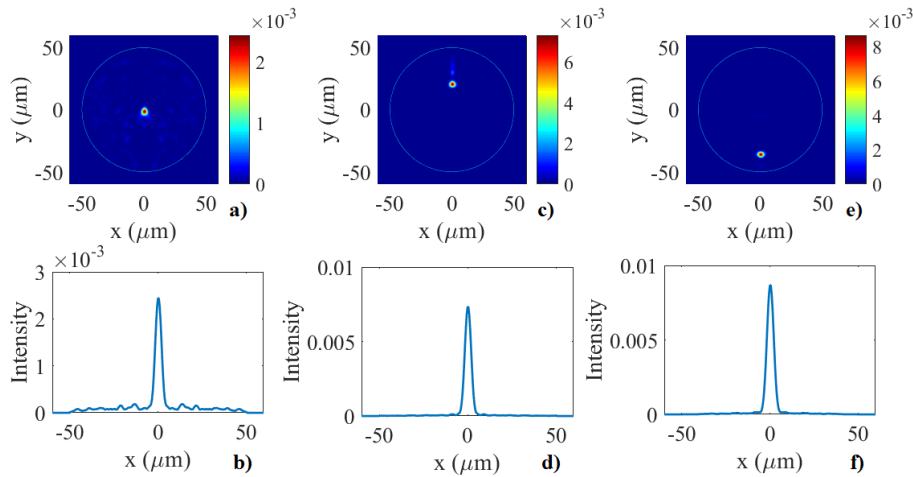 ×10⁻³ ×10⁻³ ×10⁻³
50 2 50 6 50 8
y (μm) 0 1 y (μm) 0 4 2 y (μm) 0 6 4 2
-50 0 -50 0 -50 0
-50 0 50 a) -50 0 50 c) -50 0 50 e)
x (μm) x (μm) x (μm)
×10⁻³
3 0.01 0.01
Intensity 2 1 Intensity 0.005 Intensity 0.005
0 0 0
-50 0 50 -50 0 50 -50 0 50
x (μm) b) x (μm) d) x (μm) f)